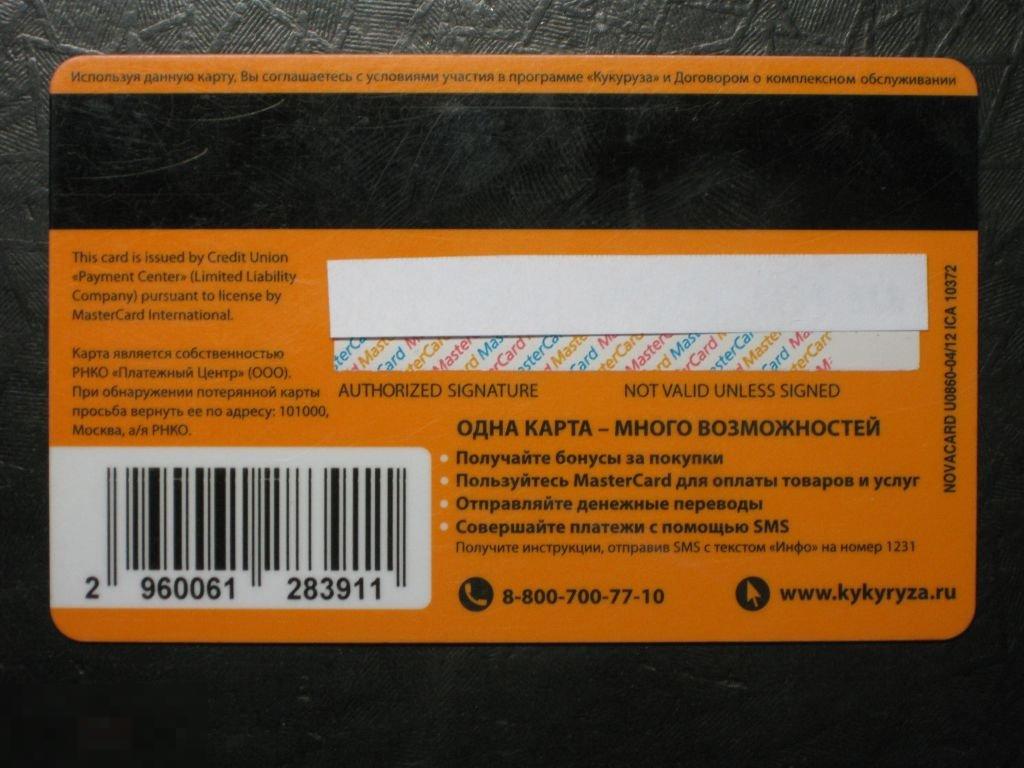 Используя данную карту, Вы соглашаетесь с условиями участия в программе «Кукуруза» и Договором о комплексном обслуживании
This card is issued by Credit Union
«Payment Center» (Limited Liability
Company) pursuant to license by
MasterCard International.
Карта является собственностью
РНКО «Платежный Центр» (ООО).
При обнаружении потерянной карты
просьба вернуть ее по адресу: 101000,
Москва, а/я РНКО.
AUTHORIZED SIGNATURE NOT VALID UNLESS SIGNED
NOVACARD U0860-04/12 ICA 10372
ОДНА КАРТА – МНОГО ВОЗМОЖНОСТЕЙ
• Получайте бонусы за покупки
• Пользуйтесь MasterCard для оплаты товаров и услуг
• Отправляйте денежные переводы
• Совершайте платежи с помощью SMS
Получите инструкции, отправив SMS с текстом «Инфо» на номер 1231
2 960061 283911
8-800-700-77-10
www.kykyryza.ru